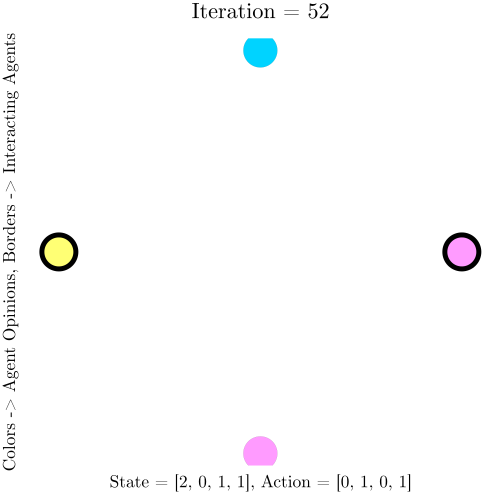 Iteration = 52
Colors -> Agent Opinions, Borders -> Interacting Agents
State = [2, 0, 1, 1], Action = [0, 1, 0, 1]